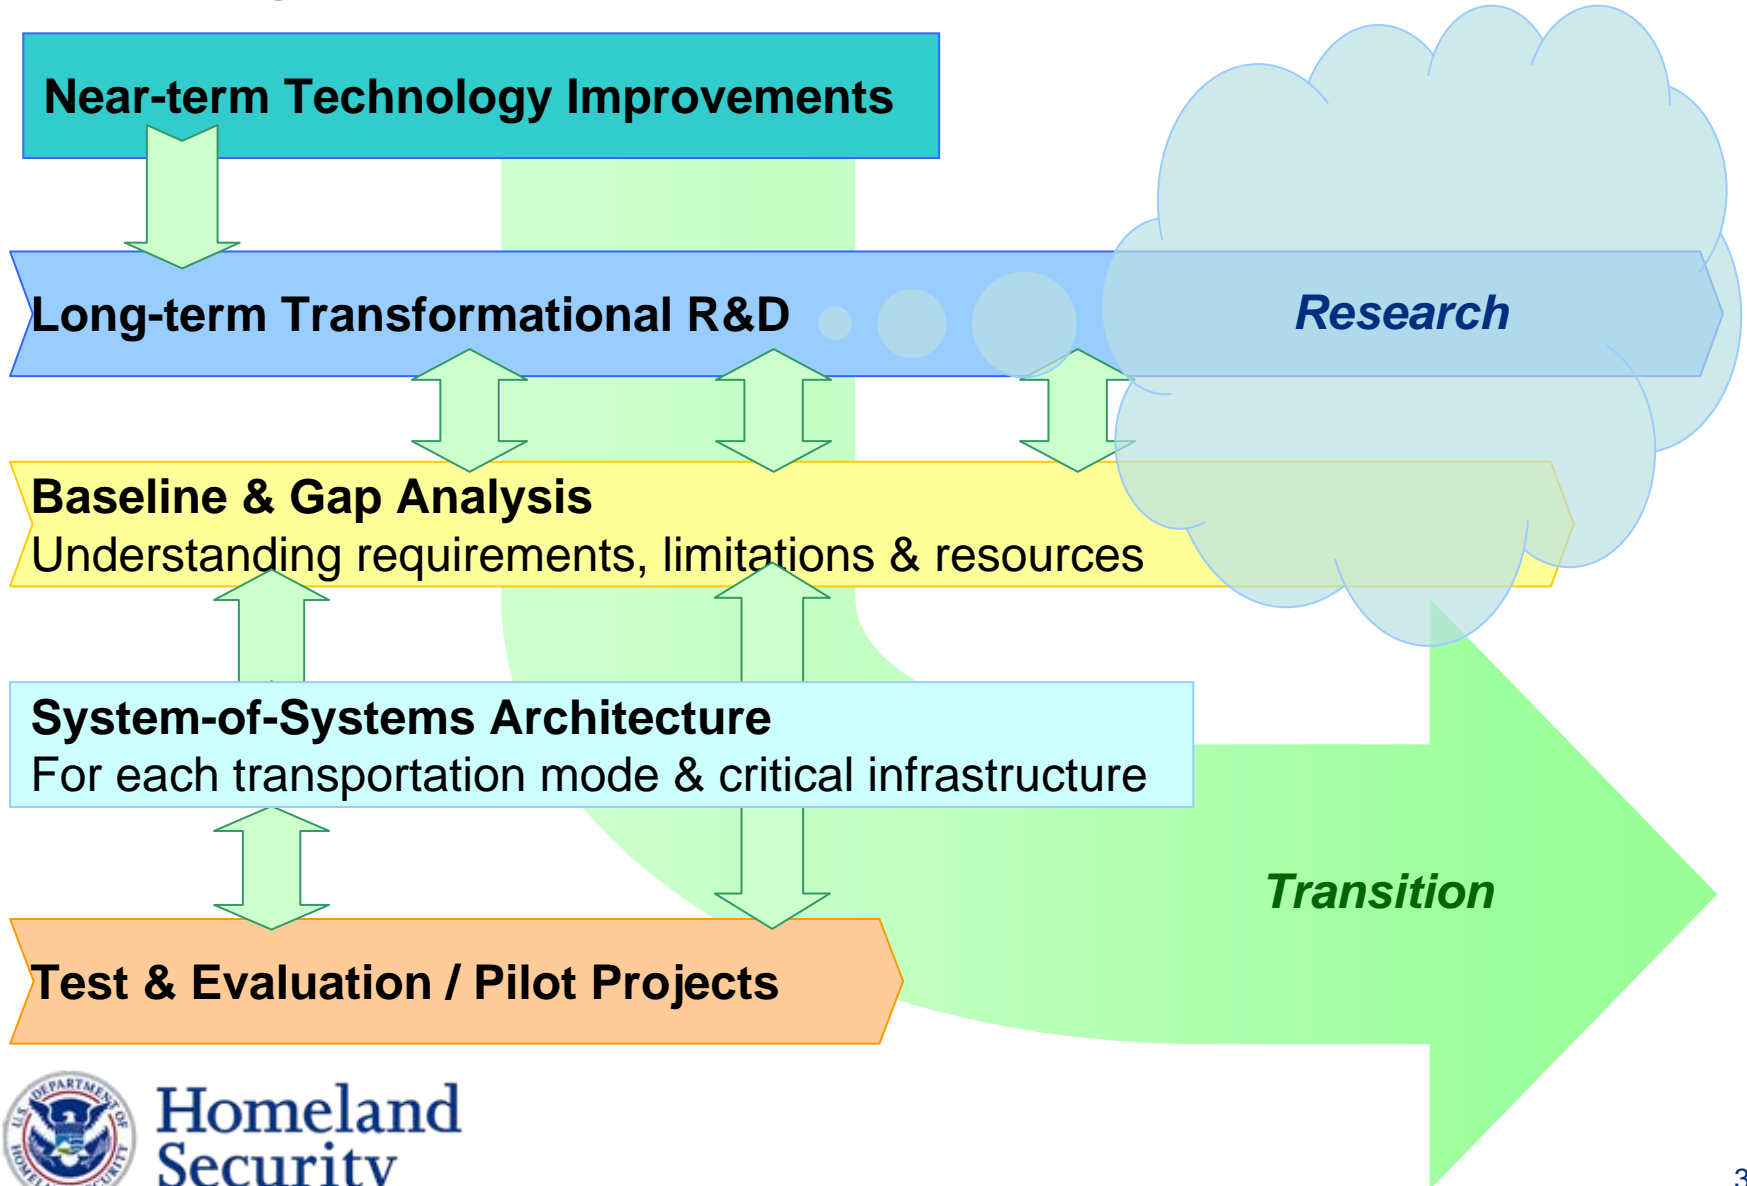 Near-term Technology Improvements
Long-term Transformational R&D
Research
Baseline & Gap Analysis
Understanding requirements, limitations & resources
System-of-Systems Architecture
For each transportation mode & critical infrastructure
Transition
Test & Evaluation / Pilot Projects
Homeland
Security
3